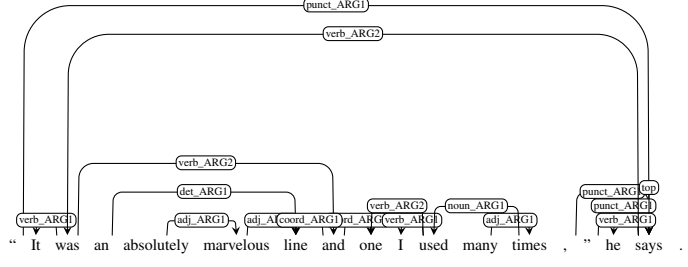 punct_ARG1
verb_ARG2
verb_ARG2
det_ARG1
punct_ARG1 top
verb_ARG2 noun_ARG1 punct_ARG1
verb_ARG1 adj_ARG1 coord_ARG1 verb_ARG1 adj_ARG1 verb_ARG1
“ It was an absolutely marvelous line and one I used many times , ” he says .